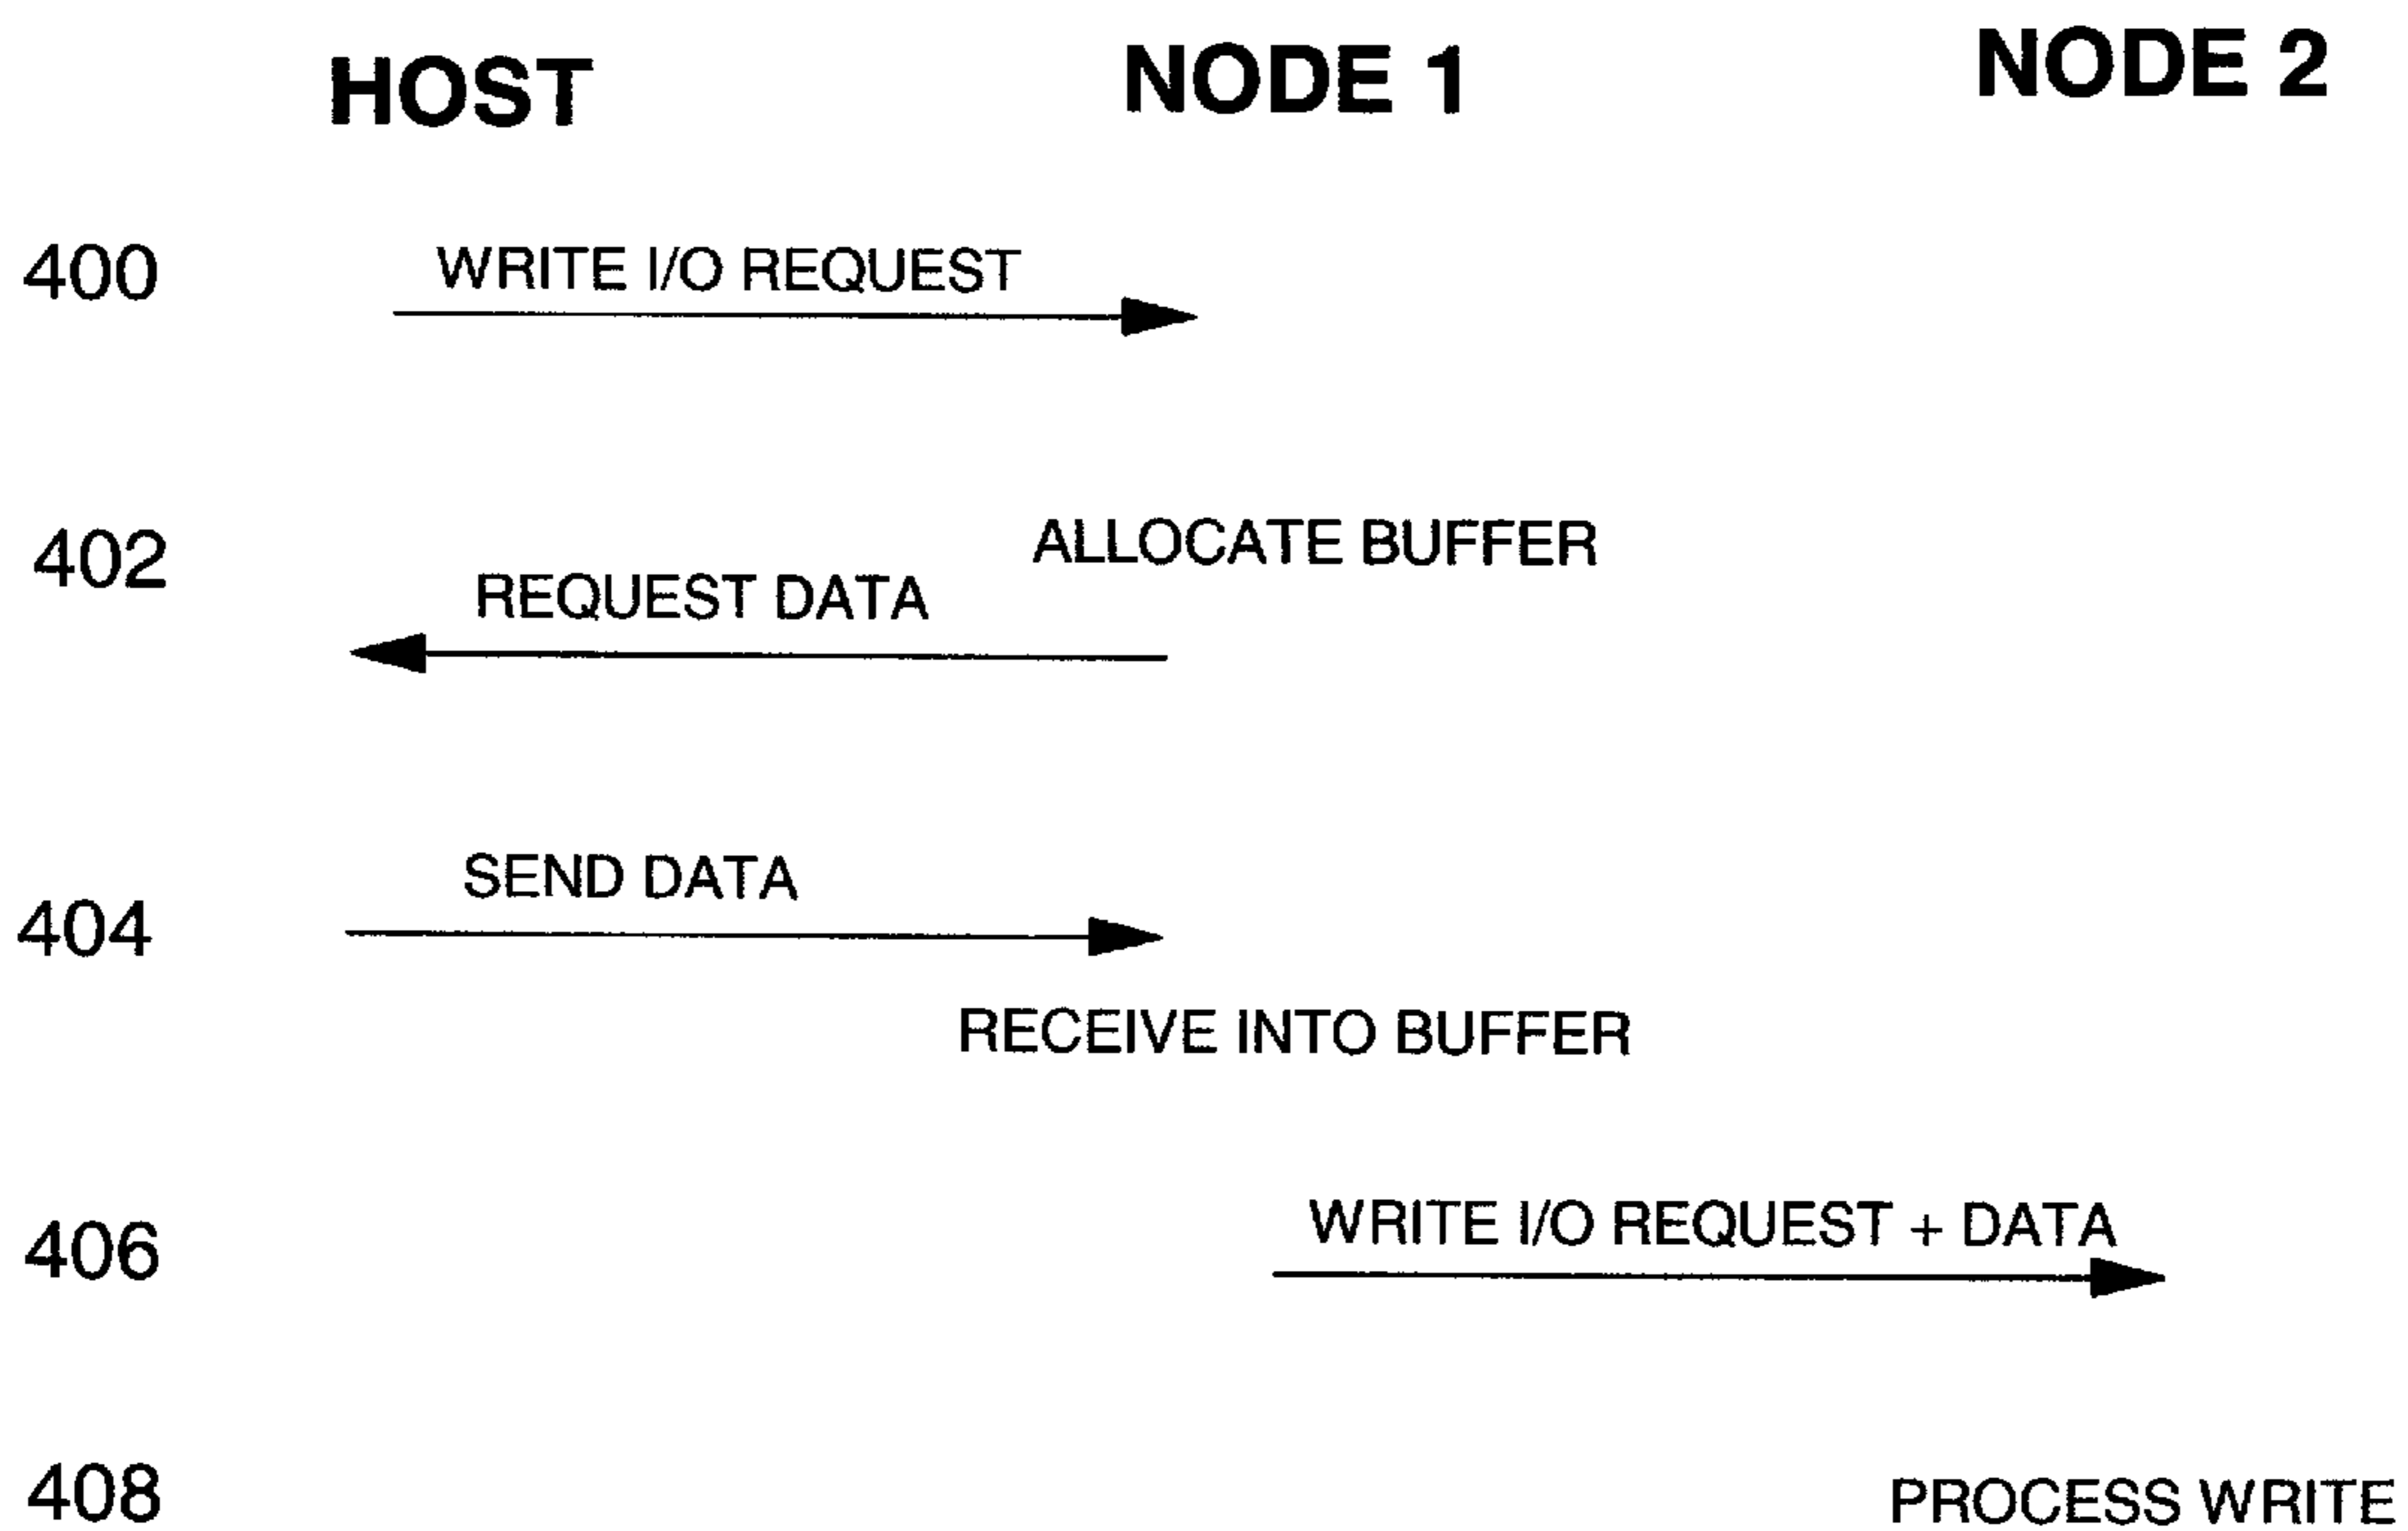 HOST NODE 1 NODE 2
400 WRITE I/O REQUEST
402 ALLOCATE BUFFER
REQUEST DATA
404 SEND DATA
RECEIVE INTO BUFFER
406 WRITE I/O REQUEST + DATA
408 PROCESS WRITE